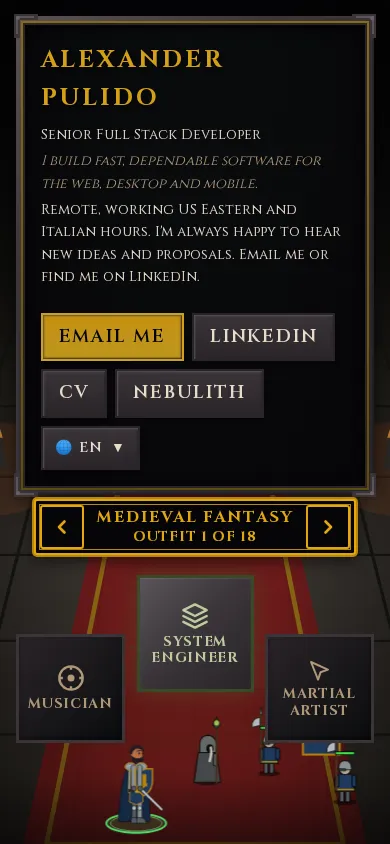 ALEXANDER
PULIDO
Senior Full Stack Developer
I build fast, dependable software for
the web, desktop and mobile.
Remote, working US Eastern and
Italian hours. I'm always happy to hear
new ideas and proposals. Email me or
find me on LinkedIn.
EMAIL ME
LINKEDIN
CV
NEBULITH
EN
MEDIEVAL FANTASY
OUTFIT 1 OF 18
SYSTEM
ENGINEER
MUSICIAN
MARTIAL
ARTIST